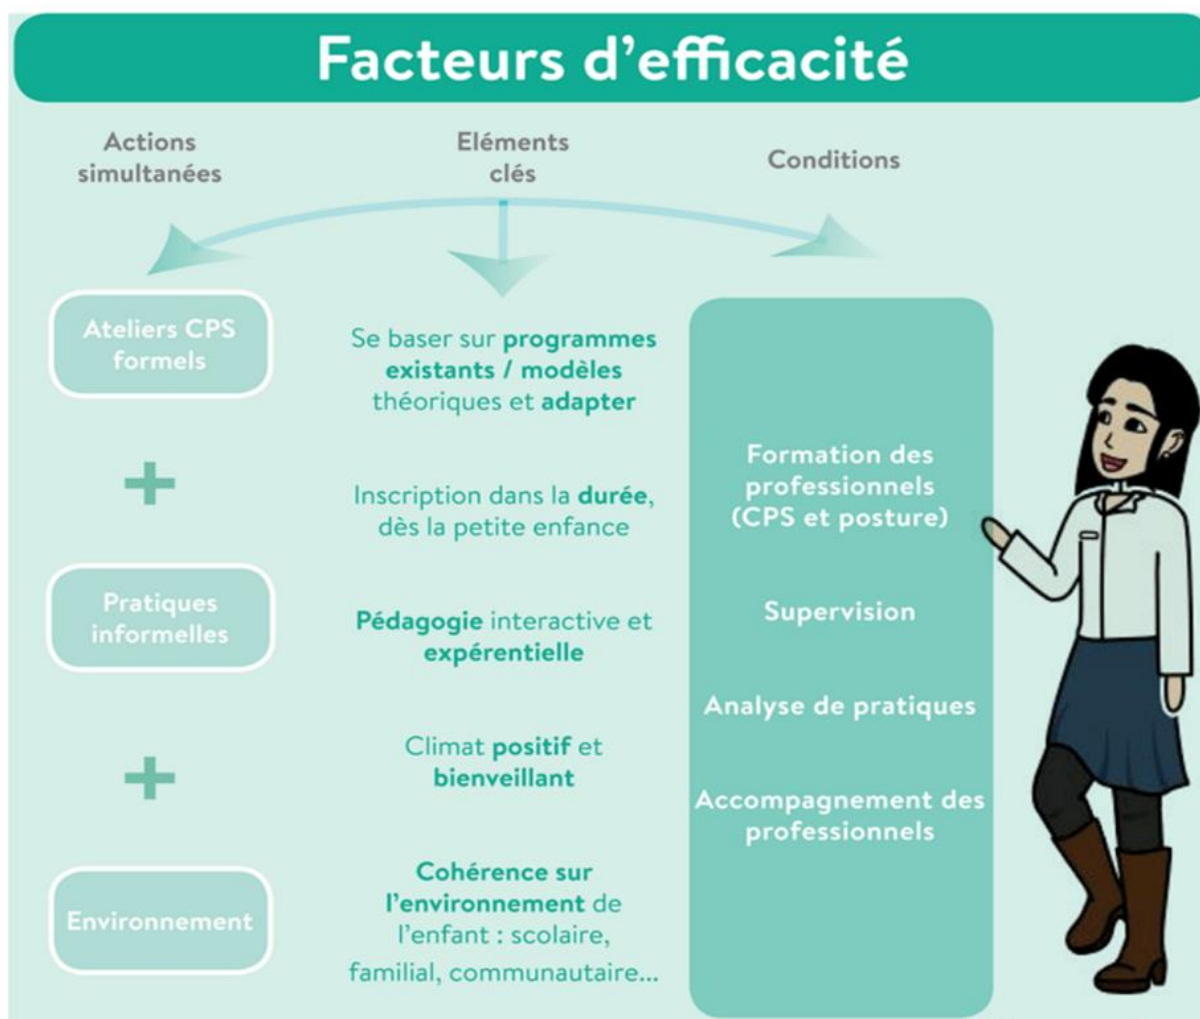 Facteurs d'efficacité
Actions
simultanées
Eléments
clés
Conditions
Ateliers CPS
formels
+
Pratiques
informelles
+
Environnement
Se baser sur programmes
existants / modèles
théoriques et adapter
Inscription dans la durée,
dès la petite enfance
Pédagogie interactive et
expérentielle
Climat positif et
bienveillant
Cohérence sur
l'environnement de
l'enfant : scolaire,
familial, communautaire...
Formation des
professionnels
(CPS et posture)
Supervision
Analyse de pratiques
Accompagnement des
professionnels